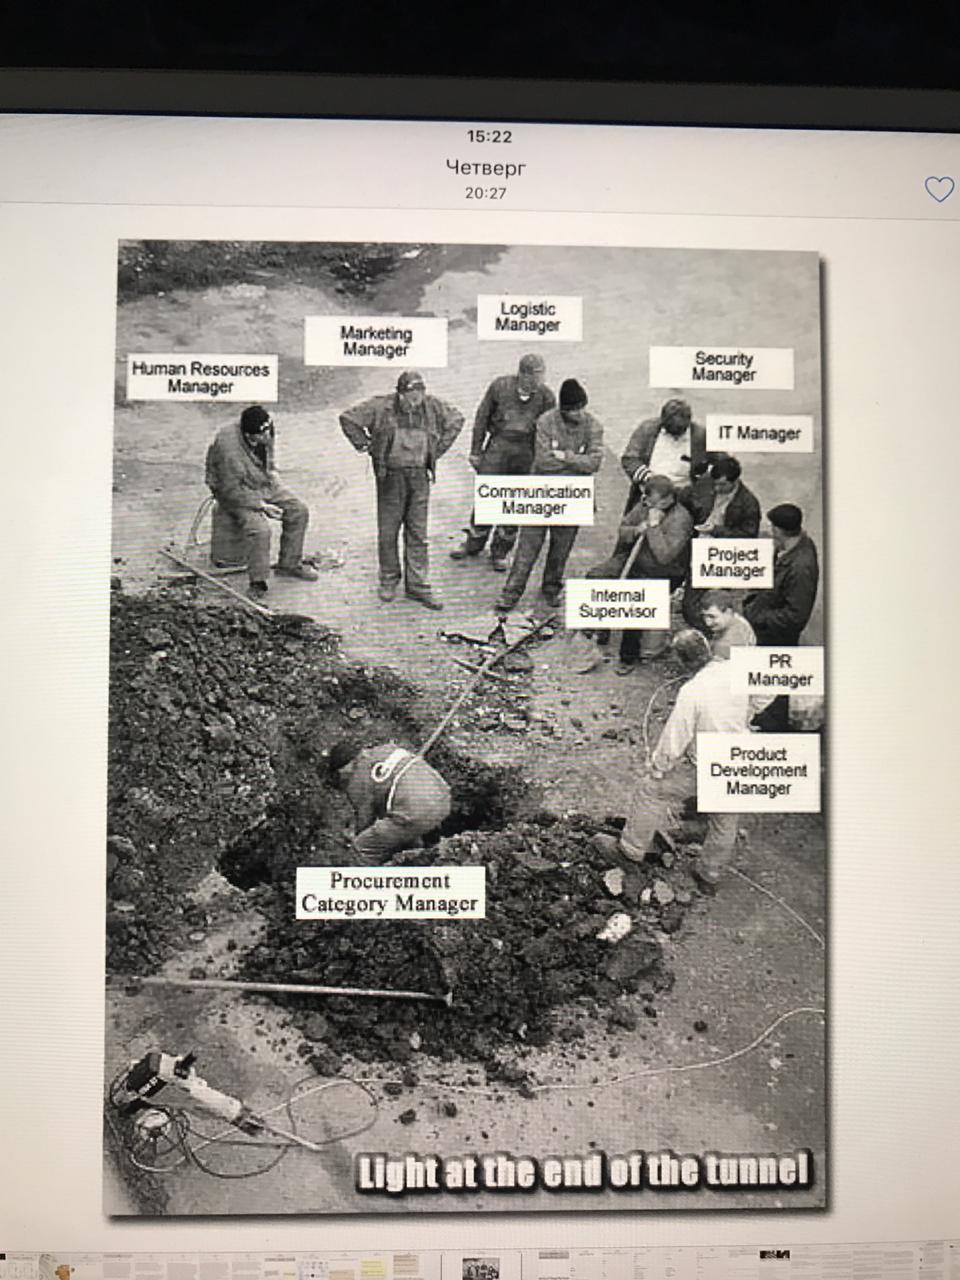 15:22
Четверг
20:27
Logistic
Manager
Marketing
Manager
Human Resources
Manager
Security
Manager
IT Manager
Communication
Manager
Project
Manager
Internal
Supervisor
PR
Manager
Product
Development
Manager
Procurement
Category Manager
Light at the end of the tunnel